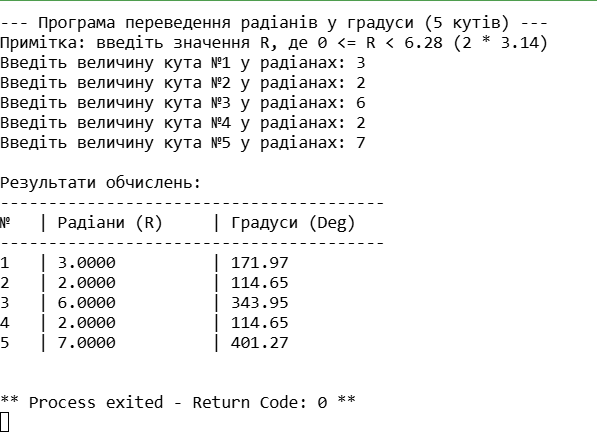 --- Програма переведення радіанів у градуси (5 кутів) ---
Примітка: введіть значення R, де 0 <= R < 6.28 (2 * 3.14)
Введіть величину кута №1 у радіанах: 3
Введіть величину кута №2 у радіанах: 2
Введіть величину кута №3 у радіанах: 6
Введіть величину кута №4 у радіанах: 2
Введіть величину кута №5 у радіанах: 7
Результати обчислень:
----------------------------------------
№   | Радіани (R)     | Градуси (Deg)
----------------------------------------
1   | 3.0000          | 171.97
2   | 2.0000          | 114.65
3   | 6.0000          | 343.95
4   | 2.0000          | 114.65
5   | 7.0000          | 401.27
** Process exited - Return Code: 0 **